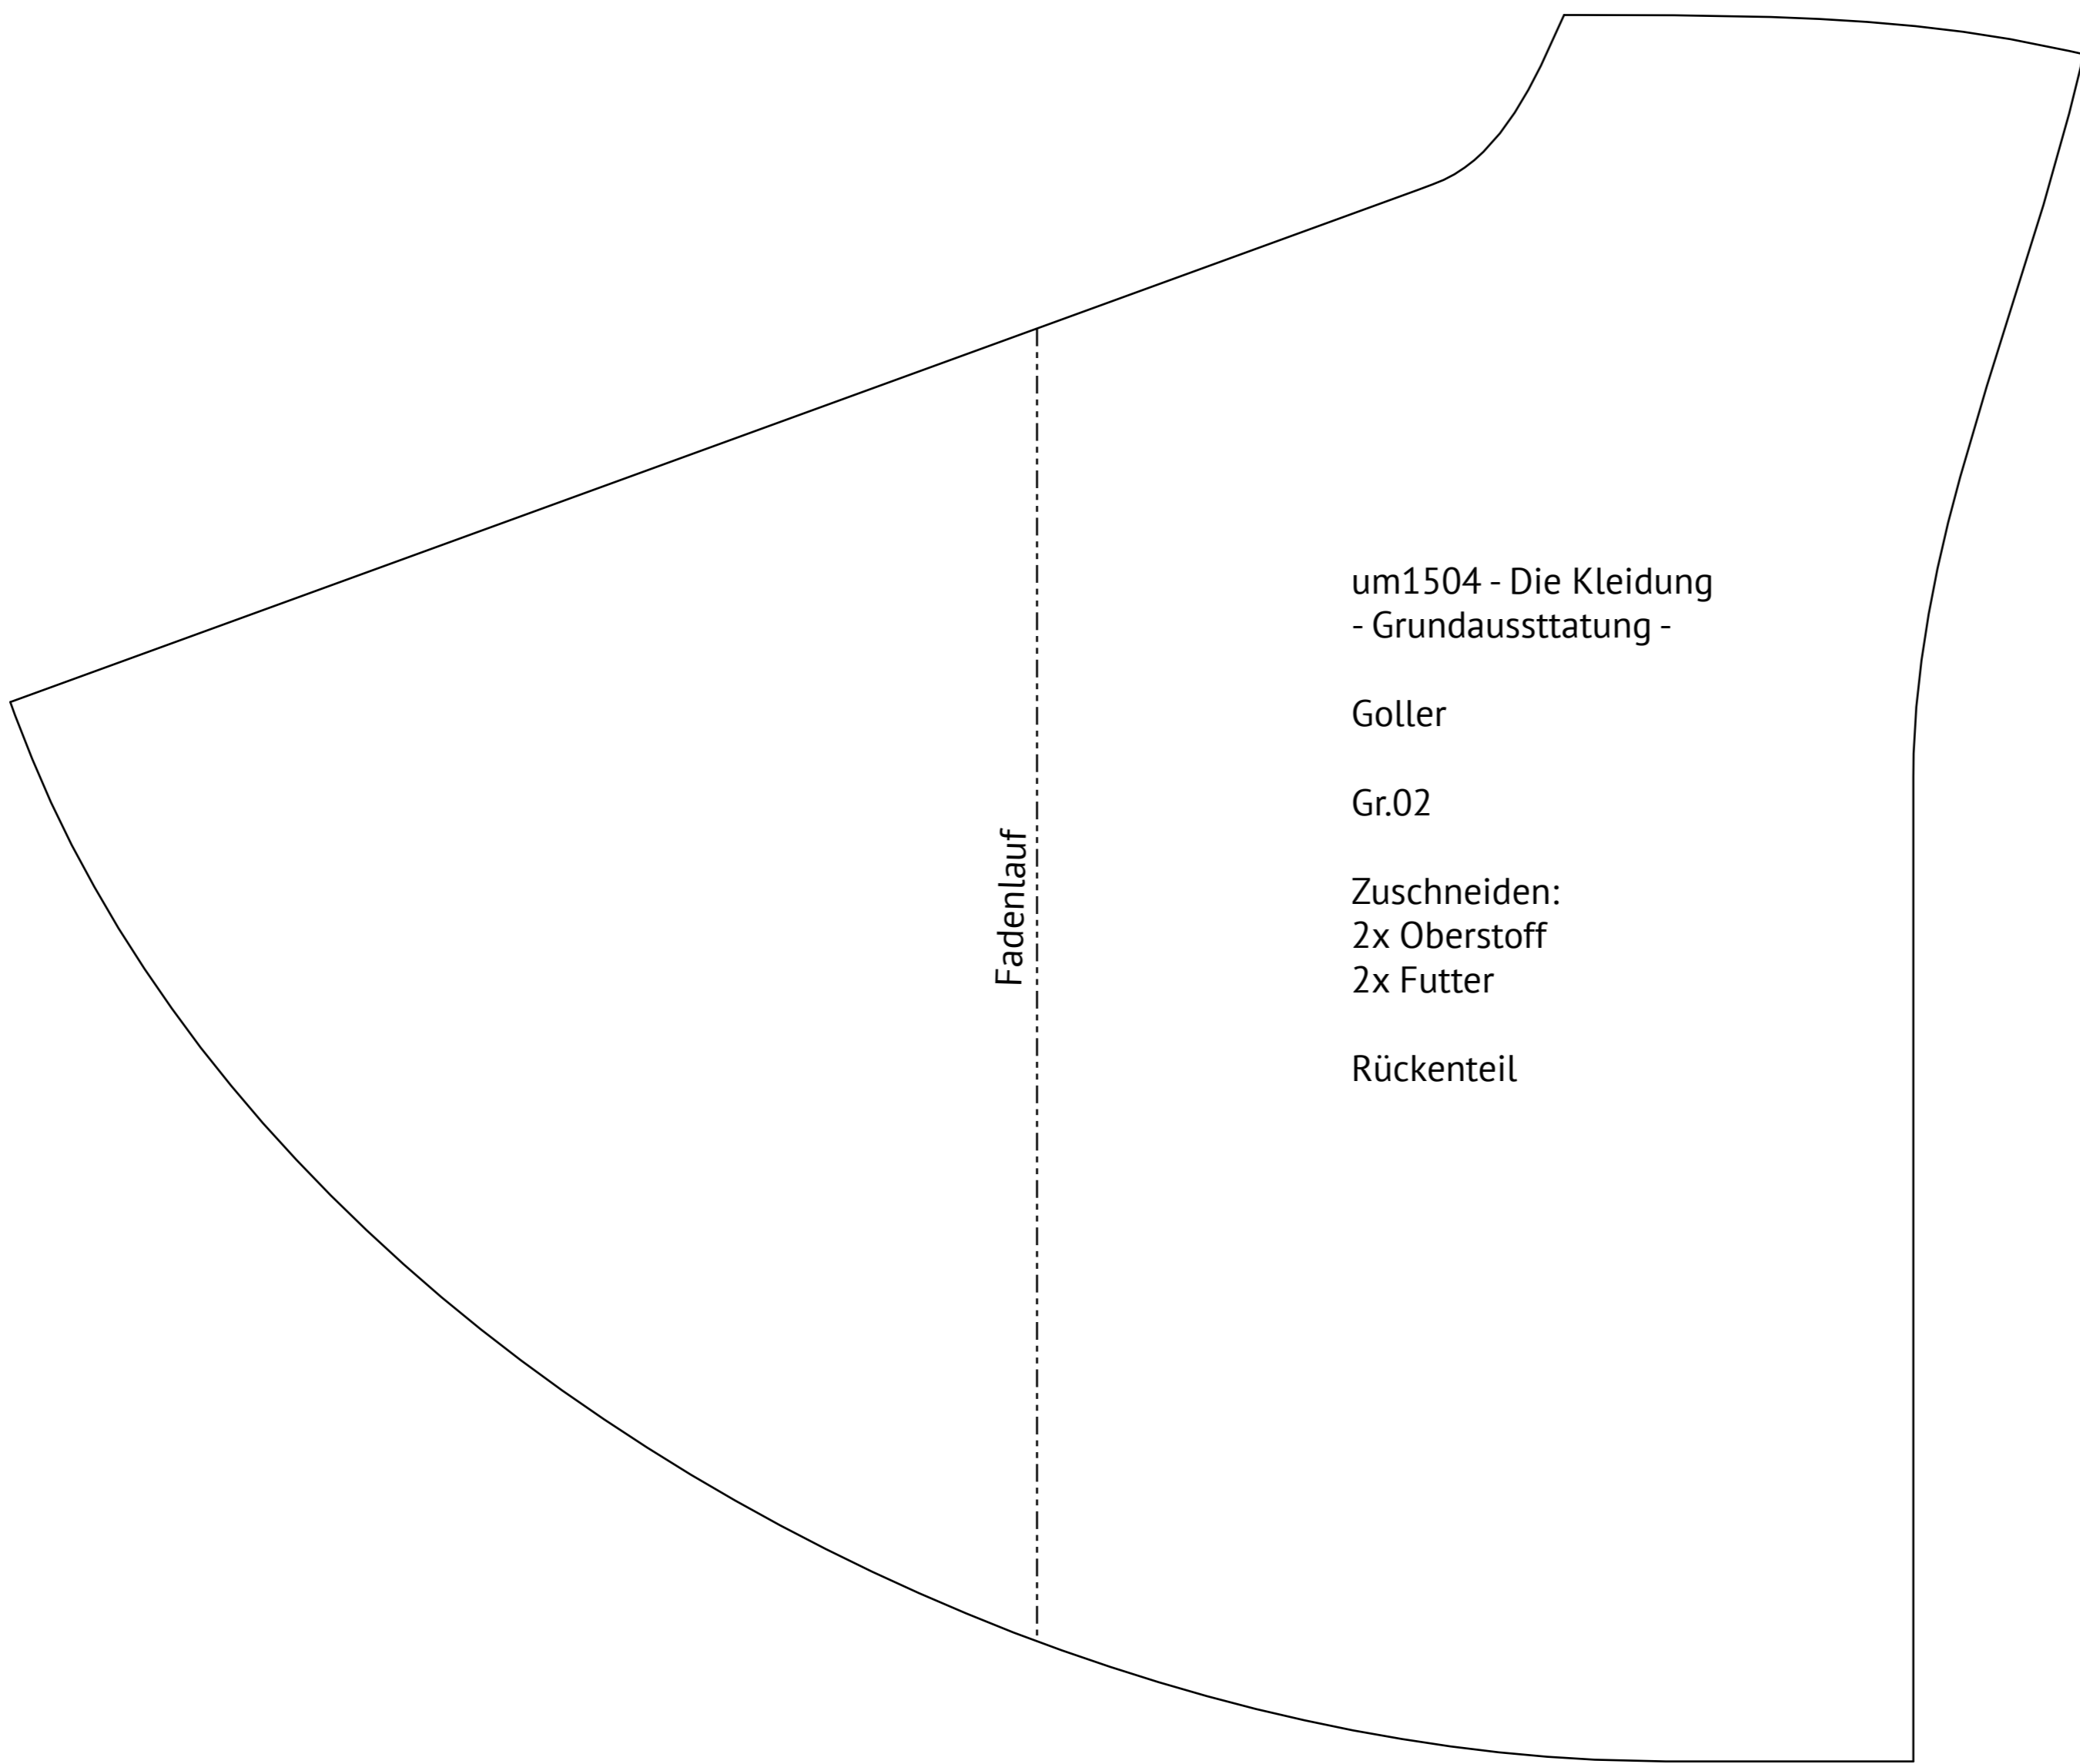 um1504 - Die Kleidung
- Grundaussttatung -
Goller
Gr.02
Zuschneiden:
2x Oberstoff
2x Futter
Rückenteil
Fadenlauf